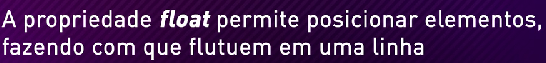 A propriedade float permite posicionar elementos,
fazendo com que flutuem em uma linha